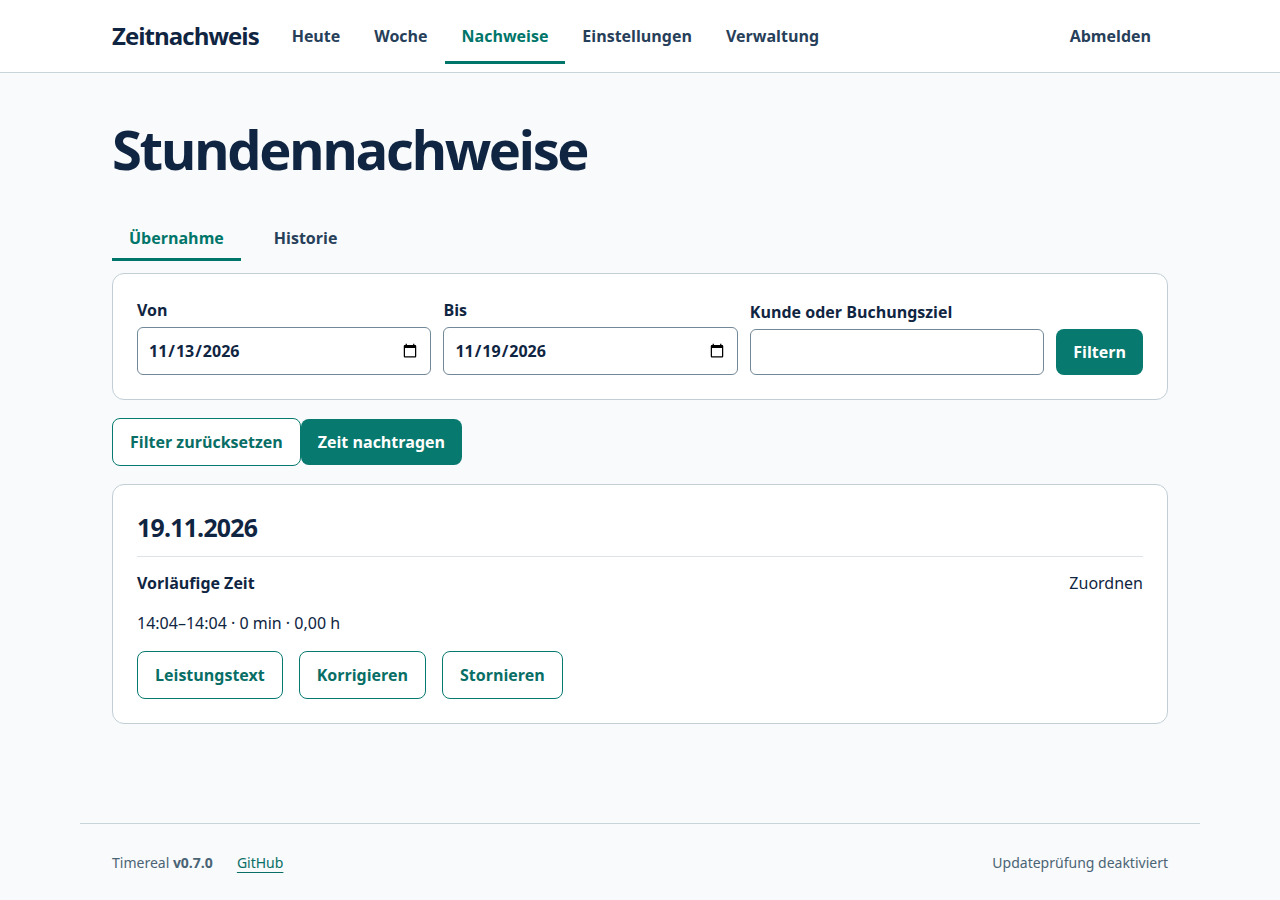 Zeitnachweis Heute Woche Nachweise Einstellungen Verwaltung Abmelden
Stundennachweise
Übernahme Historie
Von Bis Kunde oder Buchungsziel
11/13/2026 11/19/2026 Filtern
Filter zurücksetzen Zeit nachtragen
19.11.2026
Vorläufige Zeit Zuordnen
14:04–14:04 · 0 min · 0,00 h
Leistungstext Korrigieren Stornieren
Timereal v0.7.0 GitHub Updateprüfung deaktiviert